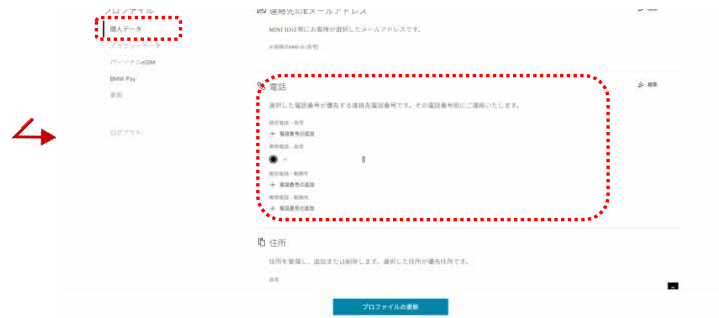 プロファイル
個人データ
アカウントデータ
パーソナルeSIM
BMW Pay
車両
ログアウト
連絡先のEメールアドレス
MINI IDは常にお客様が選択したメールアドレスです。
電話
編集
選択した電話番号が優先する連絡先電話番号です。その電話番号宛にご連絡いたします。
固定電話 - 自宅
+ 電話番号の追加
携帯電話 - 自宅
固定電話 - 勤務先
+ 電話番号の追加
携帯電話 - 勤務先
+ 電話番号の追加
住所
住所を管理し、追加または削除します。選択した住所が優先住所です。
自宅
プロファイルの更新